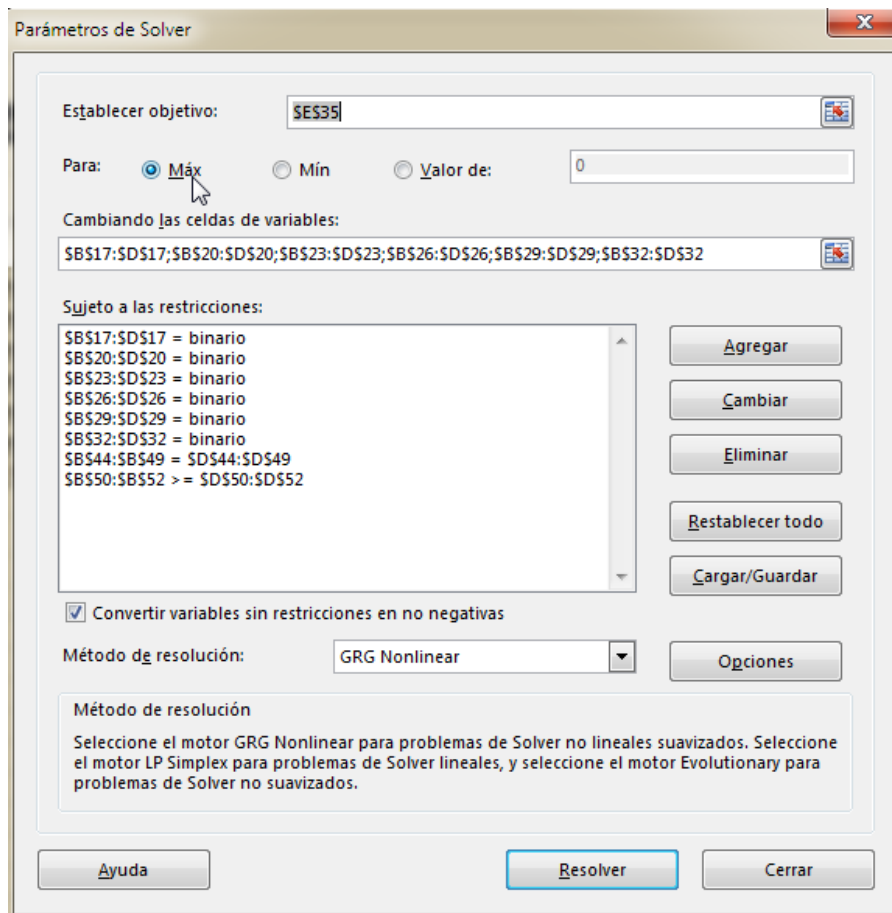 Parámetros de Solver
Establecer objetivo: $E$35
Para: Máx Mín Valor de: 0
Cambiando las celdas de variables:
$B$17:$D$17;$B$20:$D$20;$B$23:$D$23;$B$26:$D$26;$B$29:$D$29;$B$32:$D$32
Sujeto a las restricciones:
$B$17:$D$17 = binario
$B$20:$D$20 = binario
$B$23:$D$23 = binario
$B$26:$D$26 = binario
$B$29:$D$29 = binario
$B$32:$D$32 = binario
$B$44:$B$49 = $D$44:$D$49
$B$50:$B$52 >= $D$50:$D$52
Agregar
Cambiar
Eliminar
Restablecer todo
Cargar/Guardar
Convertir variables sin restricciones en no negativas
Método de resolución: GRG Nonlinear Opciones
Método de resolución
Seleccione el motor GRG Nonlinear para problemas de Solver no lineales suavizados. Seleccione
el motor LP Simplex para problemas de Solver lineales, y seleccione el motor Evolutionary para
problemas de Solver no suavizados.
Ayuda Resolver Cerrar